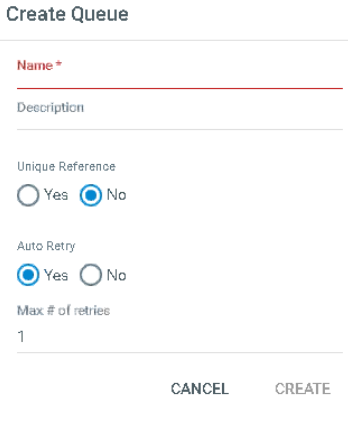 Create Queue
Name *
Description
Unique Reference
Yes No
Auto Retry
Yes No
Max # of retries
1
CANCEL CREATE